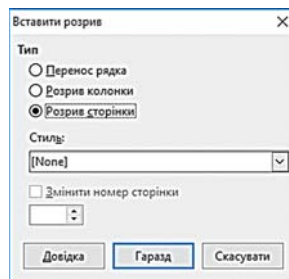 Вставити розрив
Тип
Перенос рядка
Розрив колонки
Розрив сторінки
Стиль:
[None]
Змінити номер сторінки
Довідка Гаразд Скасувати